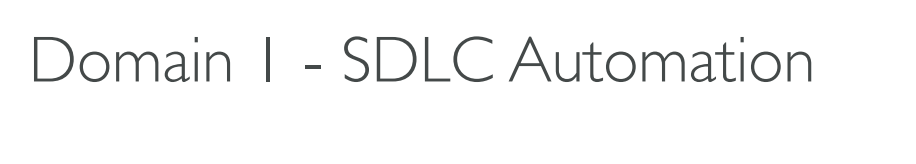 Domain 1 - SDLC Automation